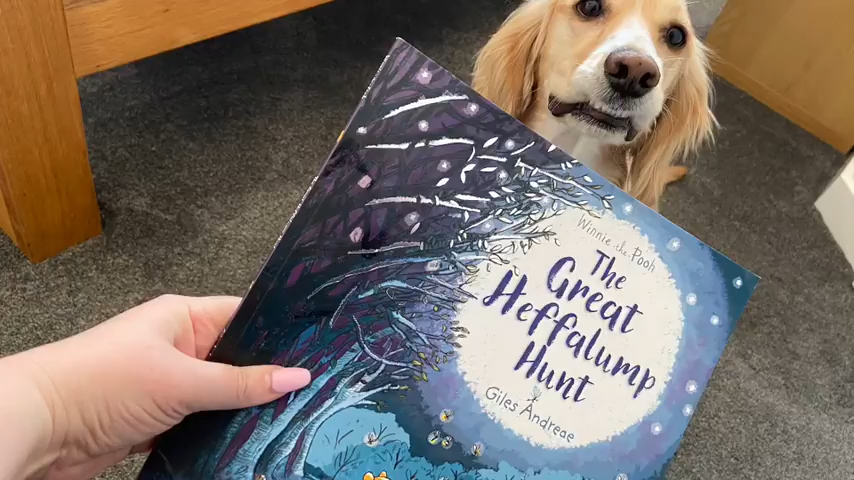 Winnie-the-Pooh
The
Great
Heffalump
Hunt
Giles Andreae